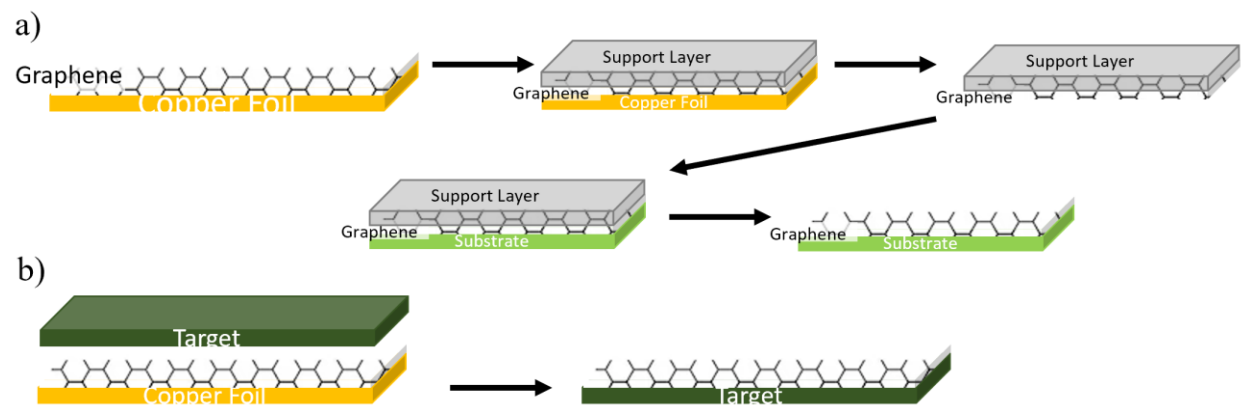 a)
Graphene
Copper Foil
Support Layer
Graphene
Copper Foil
Support Layer
Graphene
Support Layer
Graphene
Substrate
Graphene
Substrate
b)
Target
Copper Foil
Target